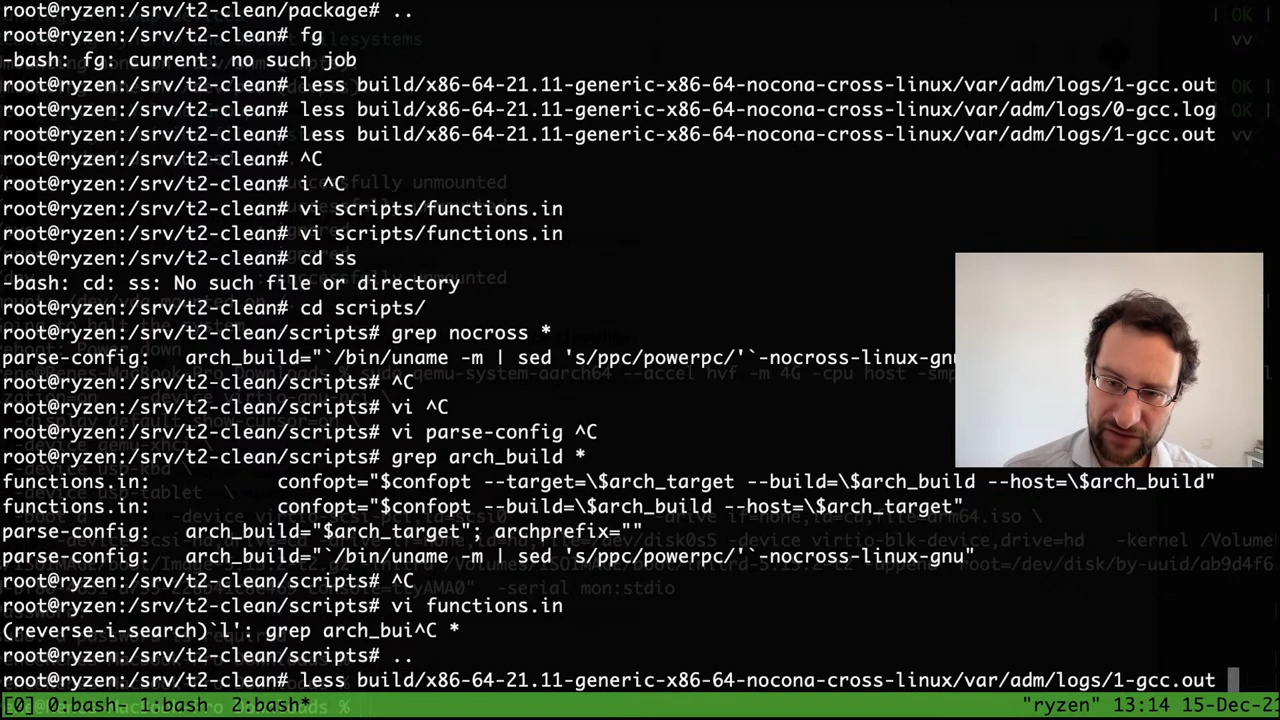 root@ryzen:/srv/t2-clean/package# ..
root@ryzen:/srv/t2-clean# fg
-bash: fg: current: no such job
root@ryzen:/srv/t2-clean# less build/x86-64-21.11-generic-x86-64-nocona-cross-linux/var/adm/logs/1-gcc.out
root@ryzen:/srv/t2-clean# less build/x86-64-21.11-generic-x86-64-nocona-cross-linux/var/adm/logs/0-gcc.log
root@ryzen:/srv/t2-clean# less build/x86-64-21.11-generic-x86-64-nocona-cross-linux/var/adm/logs/1-gcc.out
root@ryzen:/srv/t2-clean# ^C
root@ryzen:/srv/t2-clean# i ^C
root@ryzen:/srv/t2-clean# vi scripts/functions.in
root@ryzen:/srv/t2-clean# vi scripts/functions.in
root@ryzen:/srv/t2-clean# cd ss
-bash: cd: ss: No such file or directory
root@ryzen:/srv/t2-clean# cd scripts/
root@ryzen:/srv/t2-clean/scripts# grep nocross *
parse-config:   arch_build="`/bin/uname -m | sed 's/ppc/powerpc/'`-nocross-linux-gnu
root@ryzen:/srv/t2-clean/scripts# ^C
root@ryzen:/srv/t2-clean/scripts# vi ^C
root@ryzen:/srv/t2-clean/scripts# vi parse-config ^C
root@ryzen:/srv/t2-clean/scripts# grep arch_build *
functions.in:           confopt="$confopt --target=\$arch_target --build=\$arch_build --host=\$arch_build"
functions.in:           confopt="$confopt --build=\$arch_build --host=\$arch_target"
parse-config:   arch_build="$arch_target"; archprefix=""
parse-config:   arch_build="`/bin/uname -m | sed 's/ppc/powerpc/'`-nocross-linux-gnu"
root@ryzen:/srv/t2-clean/scripts# ^C
root@ryzen:/srv/t2-clean/scripts# vi functions.in
(reverse-i-search)`l': grep arch_bui^C *
root@ryzen:/srv/t2-clean/scripts# ..
root@ryzen:/srv/t2-clean# less build/x86-64-21.11-generic-x86-64-nocona-cross-linux/var/adm/logs/1-gcc.out
[0] 0:bash- 1:bash  2:bash* "ryzen" 13:14 15-Dec-21